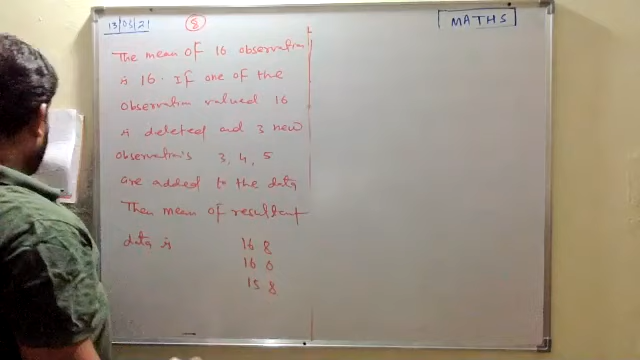 13/05/21
8
MATHS
The mean of 16 observation
is 16. If one of the
observation valued 16
is deleted and 3 new
observation's 3, 4, 5
are added to the data
Then mean of resultant
data is 16 8
16 0
15 8